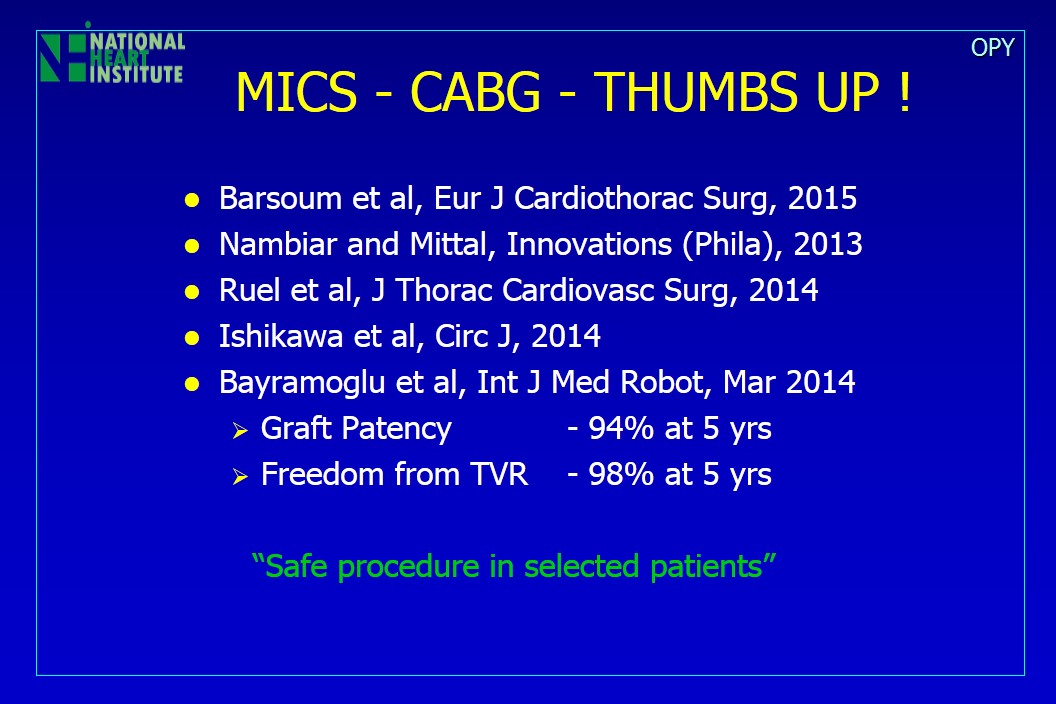 NATIONAL
HEART
INSTITUTE
OPY
MICS - CABG - THUMBS UP !
Barsoum et al, Eur J Cardiothorac Surg, 2015
Nambiar and Mittal, Innovations (Phila), 2013
Ruel et al, J Thorac Cardiovasc Surg, 2014
Ishikawa et al, Circ J, 2014
Bayramoglu et al, Int J Med Robot, Mar 2014
Graft Patency - 94% at 5 yrs
Freedom from TVR - 98% at 5 yrs
“Safe procedure in selected patients”